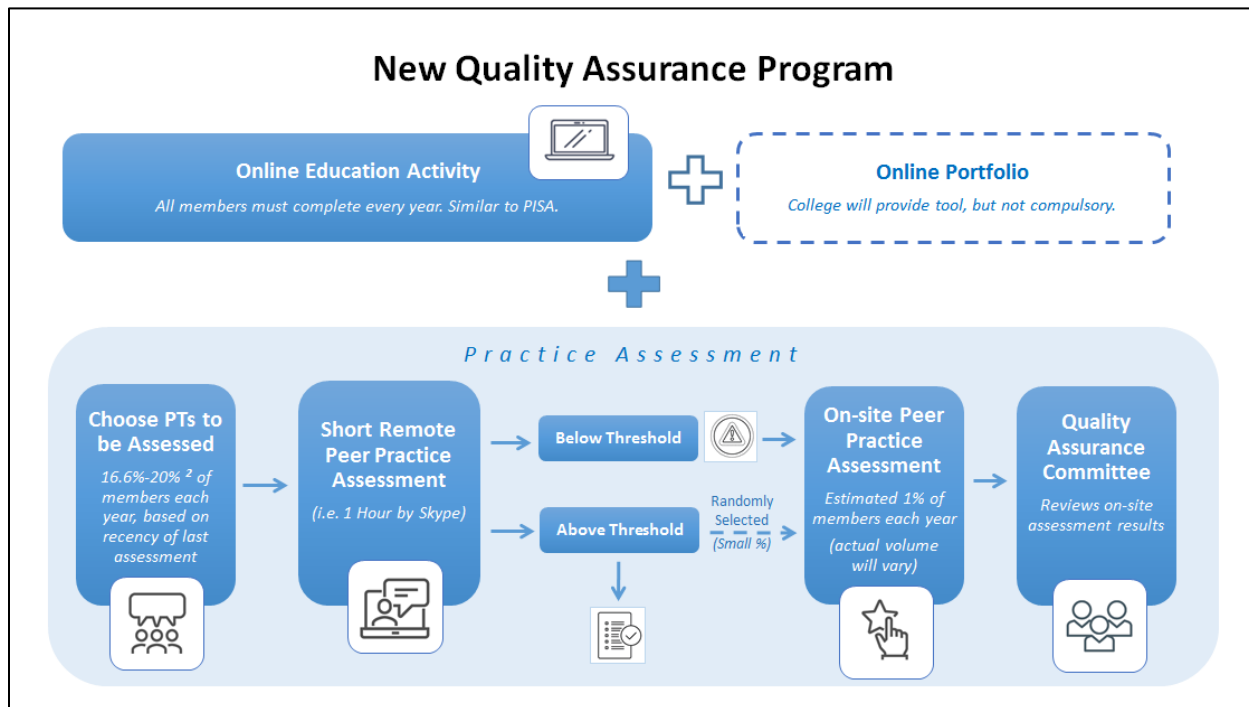 New Quality Assurance Program
Online Education Activity
All members must complete every year. Similar to PISA.
Online Portfolio
College will provide tool, but not compulsory.
Practice Assessment
Choose PTs to
be Assessed
16.6%-20% ² of
members each
year, based on
recency of last
assessment
Short Remote
Peer Practice
Assessment
(i.e. 1 Hour by Skype)
Below Threshold
Above Threshold
Randomly
Selected
(Small %)
On-site Peer
Practice
Assessment
Estimated 1% of
members each year
(actual volume
will vary)
Quality
Assurance
Committee
Reviews on-site
assessment results